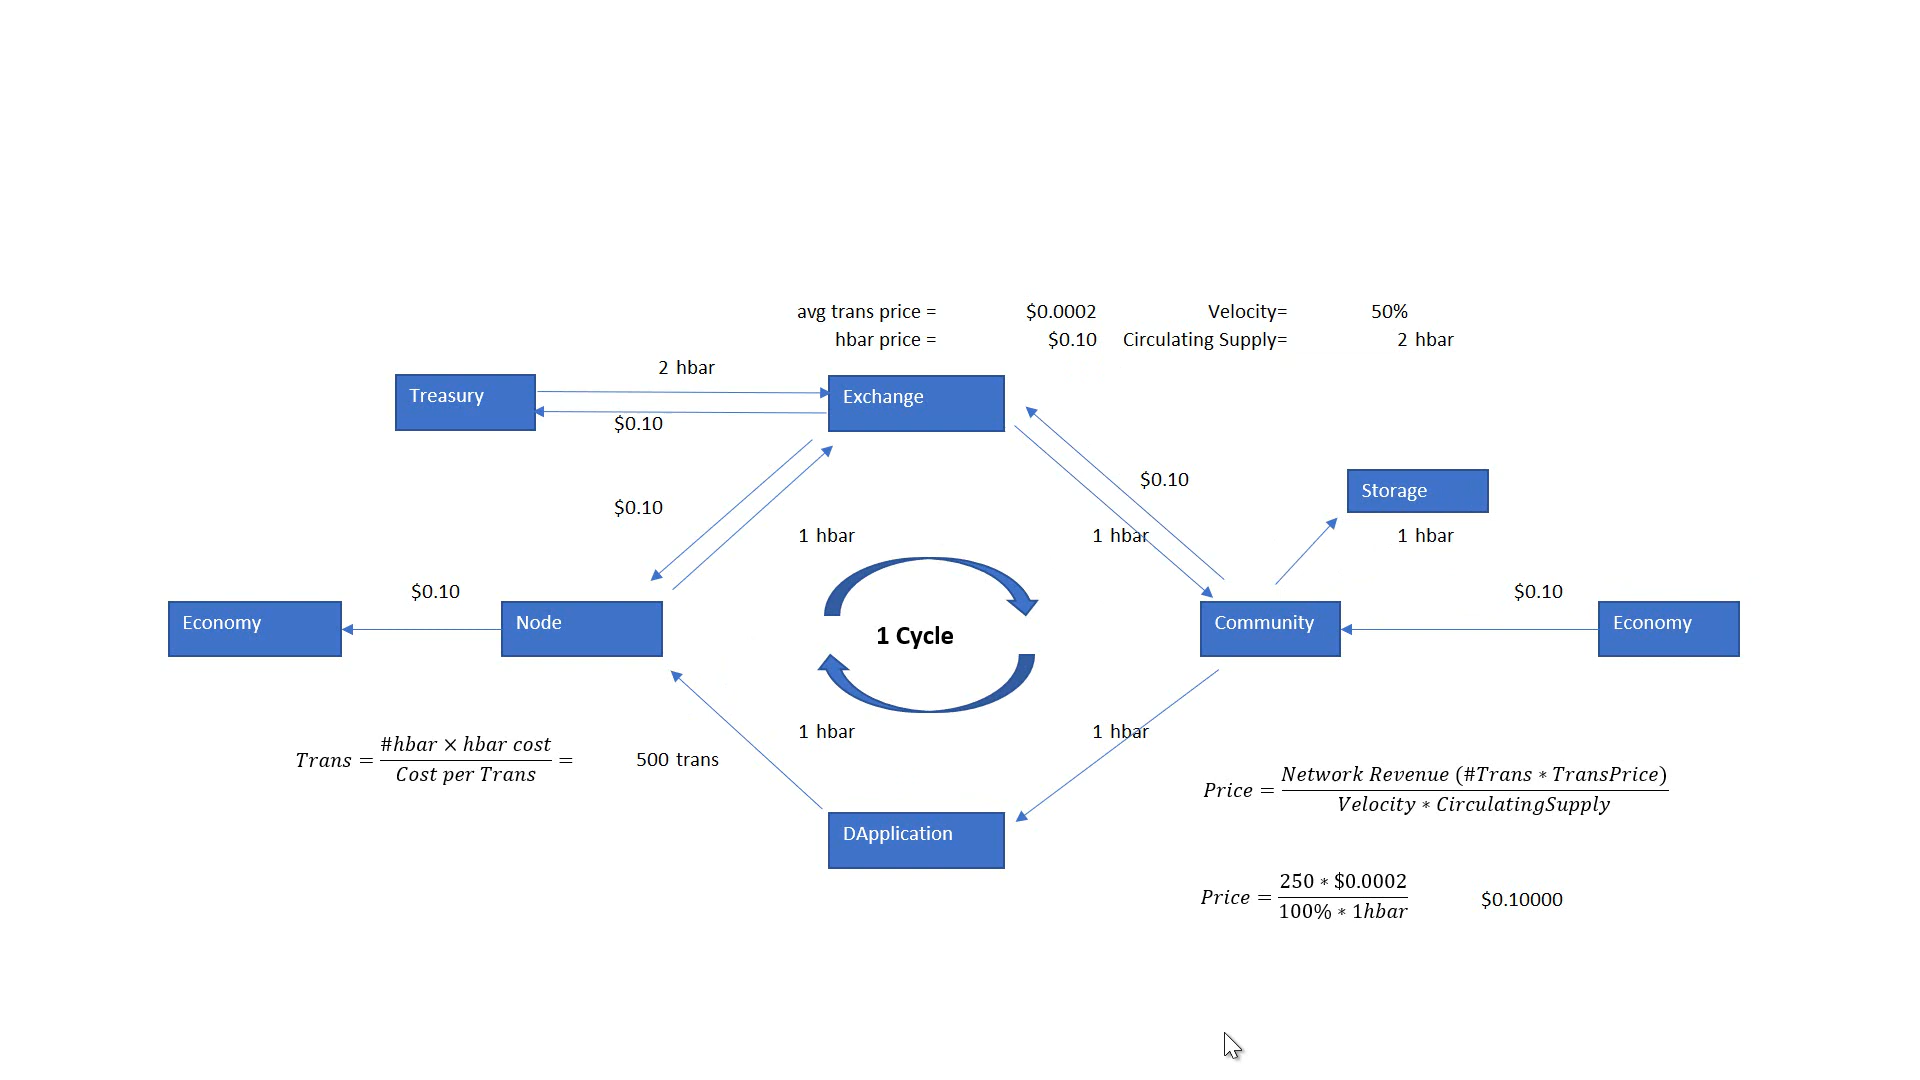 avg trans price = $0.0002 Velocity= 50%
hbar price = $0.10 Circulating Supply= 2 hbar
2 hbar
Treasury
Exchange
$0.10
$0.10
Storage
$0.10
1 hbar
1 hbar
1 hbar
$0.10
$0.10
Economy
Node
1 Cycle
Community
Economy
1 hbar
1 hbar
Trans = #hbar × hbar cost / Cost per Trans = 500 trans
Price = Network Revenue (#Trans * TransPrice) / Velocity * CirculatingSupply
DApplication
Price = 250 * $0.0002 / 100% * 1hbar $0.10000